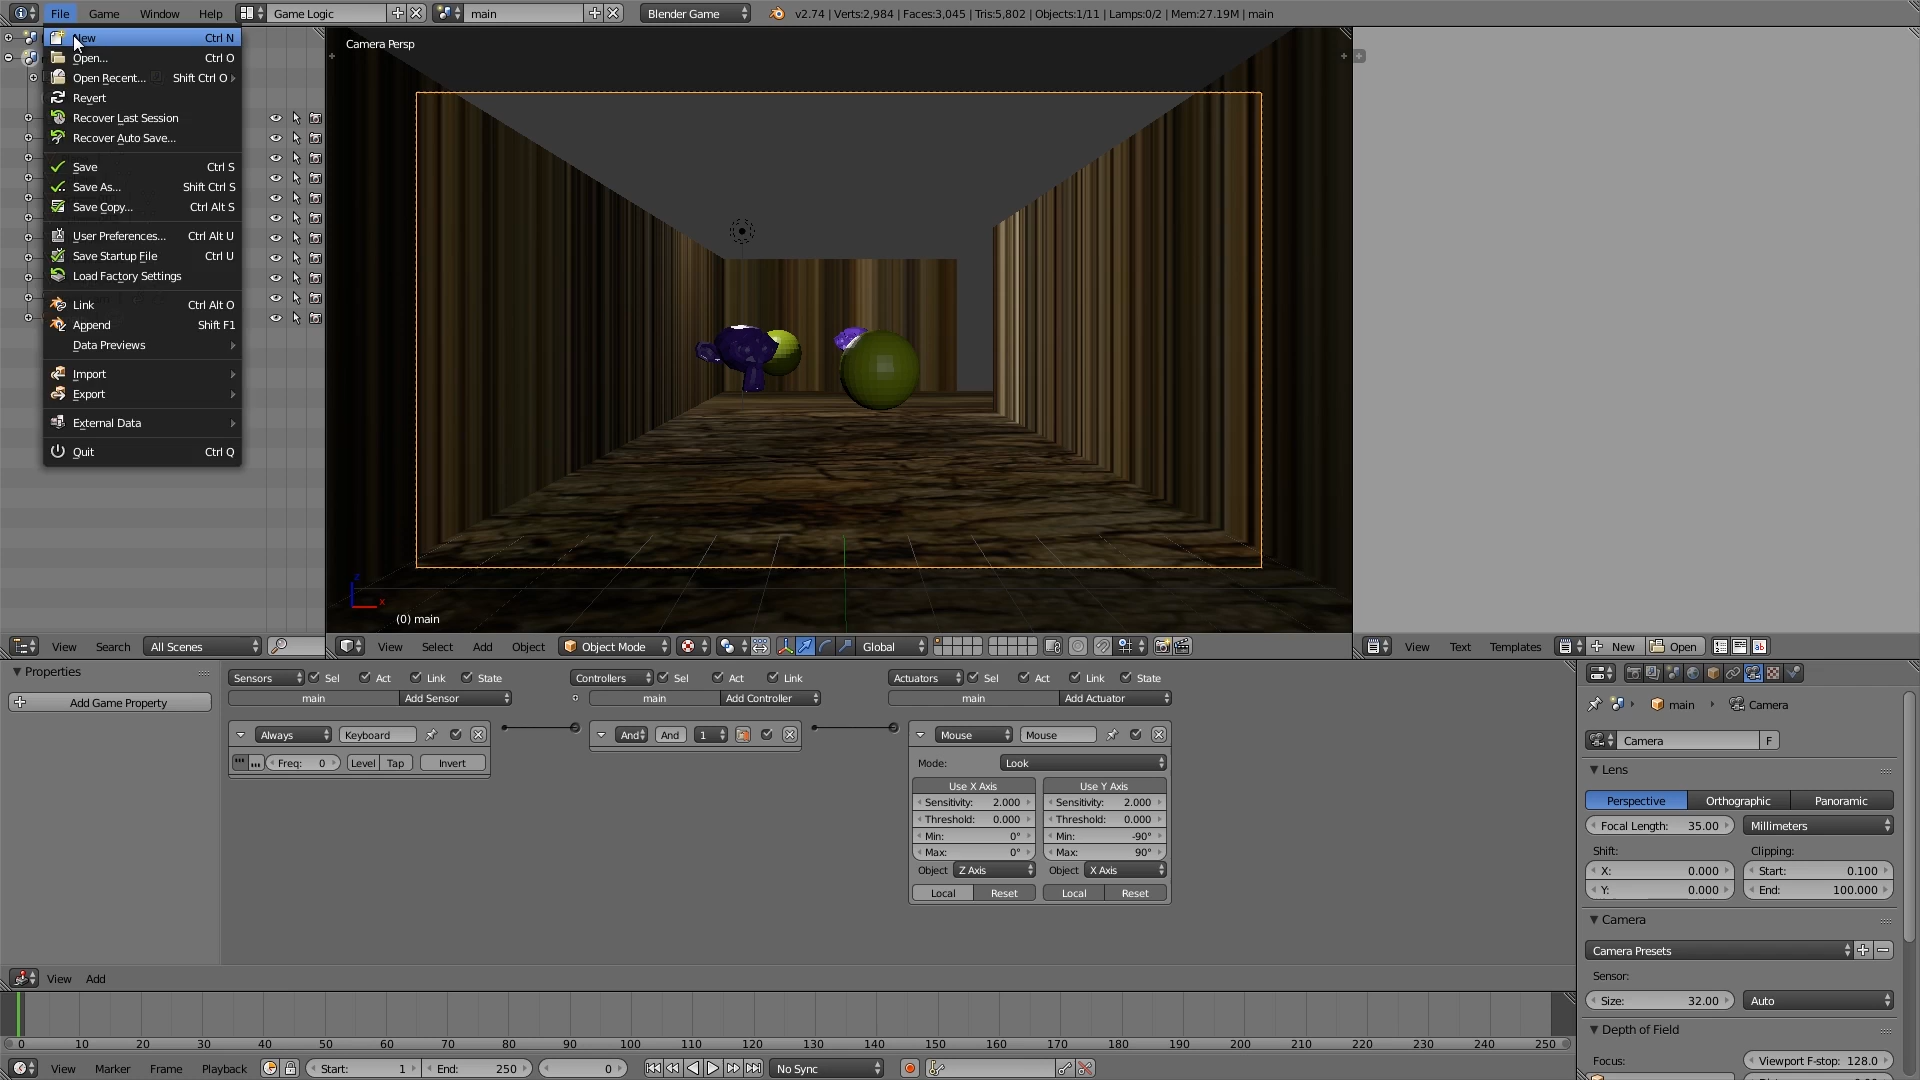 File Game Window Help Game Logic main Blender Game v2.74 | Verts:2,984 | Faces:3,045 | Tris:5,802 | Objects:1/11 | Lamps:0/2 | Mem:27.19M | main
New Ctrl N
Open... Ctrl O
Open Recent... Shift Ctrl O
Revert
Recover Last Session
Recover Auto Save...
Save Ctrl S
Save As... Shift Ctrl S
Save Copy... Ctrl Alt S
User Preferences... Ctrl Alt U
Save Startup File Ctrl U
Load Factory Settings
Link Ctrl Alt O
Append Shift F1
Data Previews
Import
Export
External Data
Quit Ctrl Q
Camera Persp
z
x
(0) main
View Search All Scenes
View Select Add Object Object Mode Global
View Text Templates New Open
Properties
Add Game Property
Sensors Sel Act Link State
main Add Sensor
Always Keyboard
Freq: 0 Level Tap Invert
Controllers Sel Act Link
main Add Controller
And And 1
Actuators Sel Act Link State
main Add Actuator
Mouse Mouse
Mode: Look
Use X Axis Use Y Axis
Sensitivity: 2.000 Sensitivity: 2.000
Threshold: 0.000 Threshold: 0.000
Min: 0° Min: -90°
Max: 0° Max: 90°
Object Z Axis Object X Axis
Local Reset Local Reset
main Camera
Camera F
Lens
Perspective Orthographic Panoramic
Focal Length: 35.00 Millimeters
Shift: Clipping:
X: 0.000 Start: 0.100
Y: 0.000 End: 100.000
Camera
Camera Presets
Sensor:
Size: 32.00 Auto
Depth of Field
Focus: Viewport F-stop: 128.0
View Add
0 10 20 30 40 50 60 70 80 90 100 110 120 130 140 150 160 170 180 190 200 210 220 230 240 250
View Marker Frame Playback Start: 1 End: 250 0 No Sync